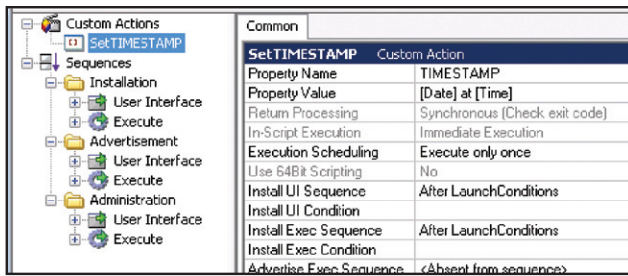 Custom Actions
SetTIMESTAMP
Sequences
Installation
User Interface
Execute
Advertisement
User Interface
Execute
Administration
User Interface
Execute
Common
SetTIMESTAMP Custom Action
Property Name TIMESTAMP
Property Value [Date] at [Time]
Return Processing Synchronous (Check exit code)
In-Script Execution Immediate Execution
Execution Scheduling Execute only once
Use 64Bit Scripting No
Install UI Sequence After LaunchConditions
Install UI Condition
Install Exec Sequence After LaunchConditions
Install Exec Condition
Advertise Exec Sequence <Absent from sequence>